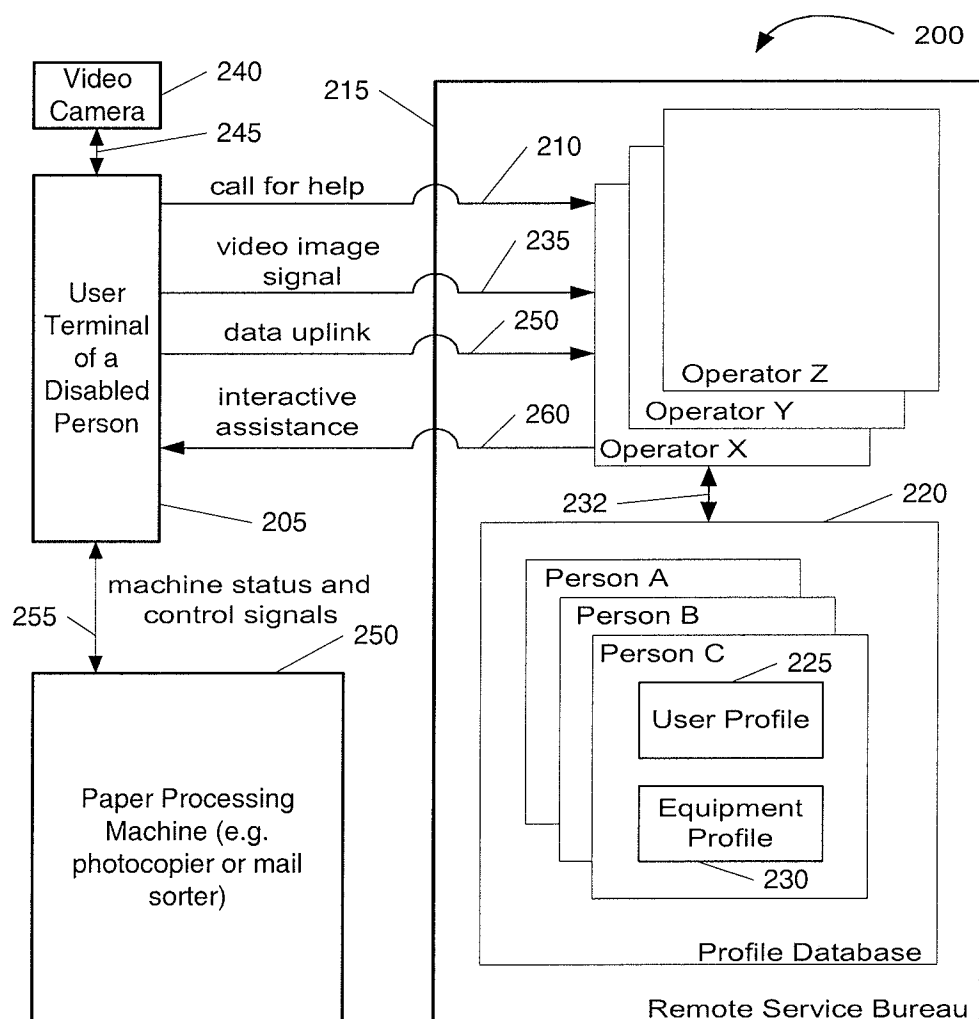 200
Video
Camera
240
215
245
210
call for help
video image
signal
235
User
Terminal
of a
Disabled
Person
data uplink
250
interactive
assistance
260
Operator Z
Operator Y
Operator X
205
232
220
machine status and
control signals
255
250
Person A
Person B
Person C
225
User Profile
Equipment
Profile
230
Paper Processing
Machine (e.g.
photocopier or mail
sorter)
Profile Database
Remote Service Bureau